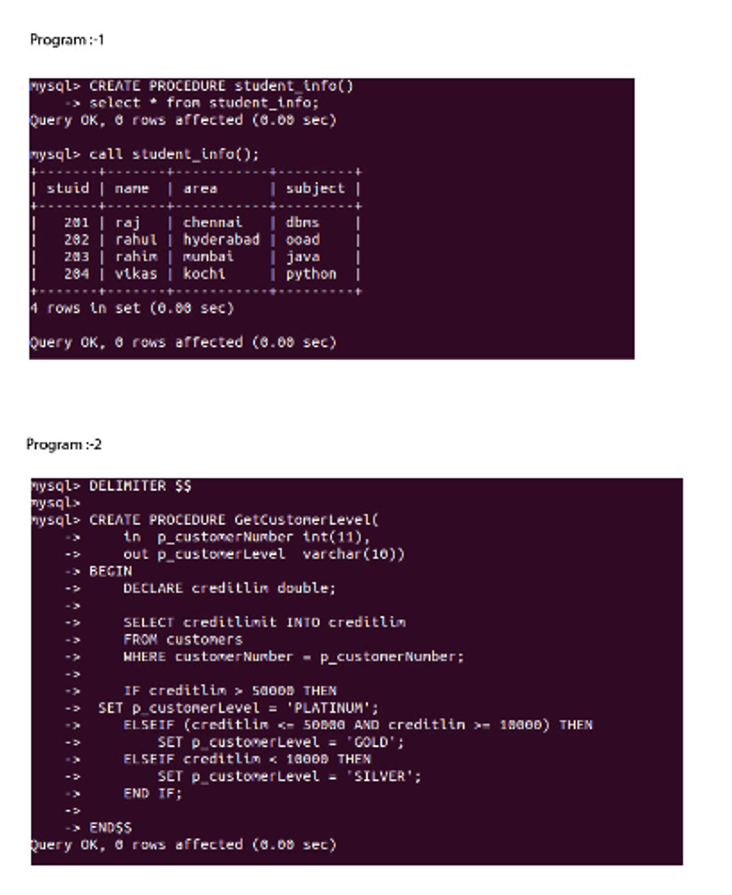 Program :-1
mysql> CREATE PROCEDURE student_info()
    -> select * from student_info;
Query OK, 0 rows affected (0.00 sec)
mysql> call student_info();
+-------+-------+-----------+---------+
| stuid | name  | area      | subject |
+-------+-------+-----------+---------+
|   201 | raj   | chennai   | dbms    |
|   202 | rahul | hyderabad | ooad    |
|   203 | rahim | mumbai    | java    |
|   204 | vikas | kochi     | python  |
+-------+-------+-----------+---------+
4 rows in set (0.00 sec)
Query OK, 0 rows affected (0.00 sec)
Program :-2
mysql> DELIMITER $$
mysql>
mysql> CREATE PROCEDURE GetCustomerLevel(
    ->     in  p_customerNumber int(11),
    ->     out p_customerLevel  varchar(10))
    -> BEGIN
    ->     DECLARE creditlim double;
    ->
    ->     SELECT creditlimit INTO creditlim
    ->     FROM customers
    ->     WHERE customerNumber = p_customerNumber;
    ->
    ->     IF creditlim > 50000 THEN
    ->  SET p_customerLevel = 'PLATINUM';
    ->     ELSEIF (creditlim <= 50000 AND creditlim >= 10000) THEN
    ->         SET p_customerLevel = 'GOLD';
    ->     ELSEIF creditlim < 10000 THEN
    ->         SET p_customerLevel = 'SILVER';
    ->     END IF;
    ->
    -> END$$
Query OK, 0 rows affected (0.00 sec)